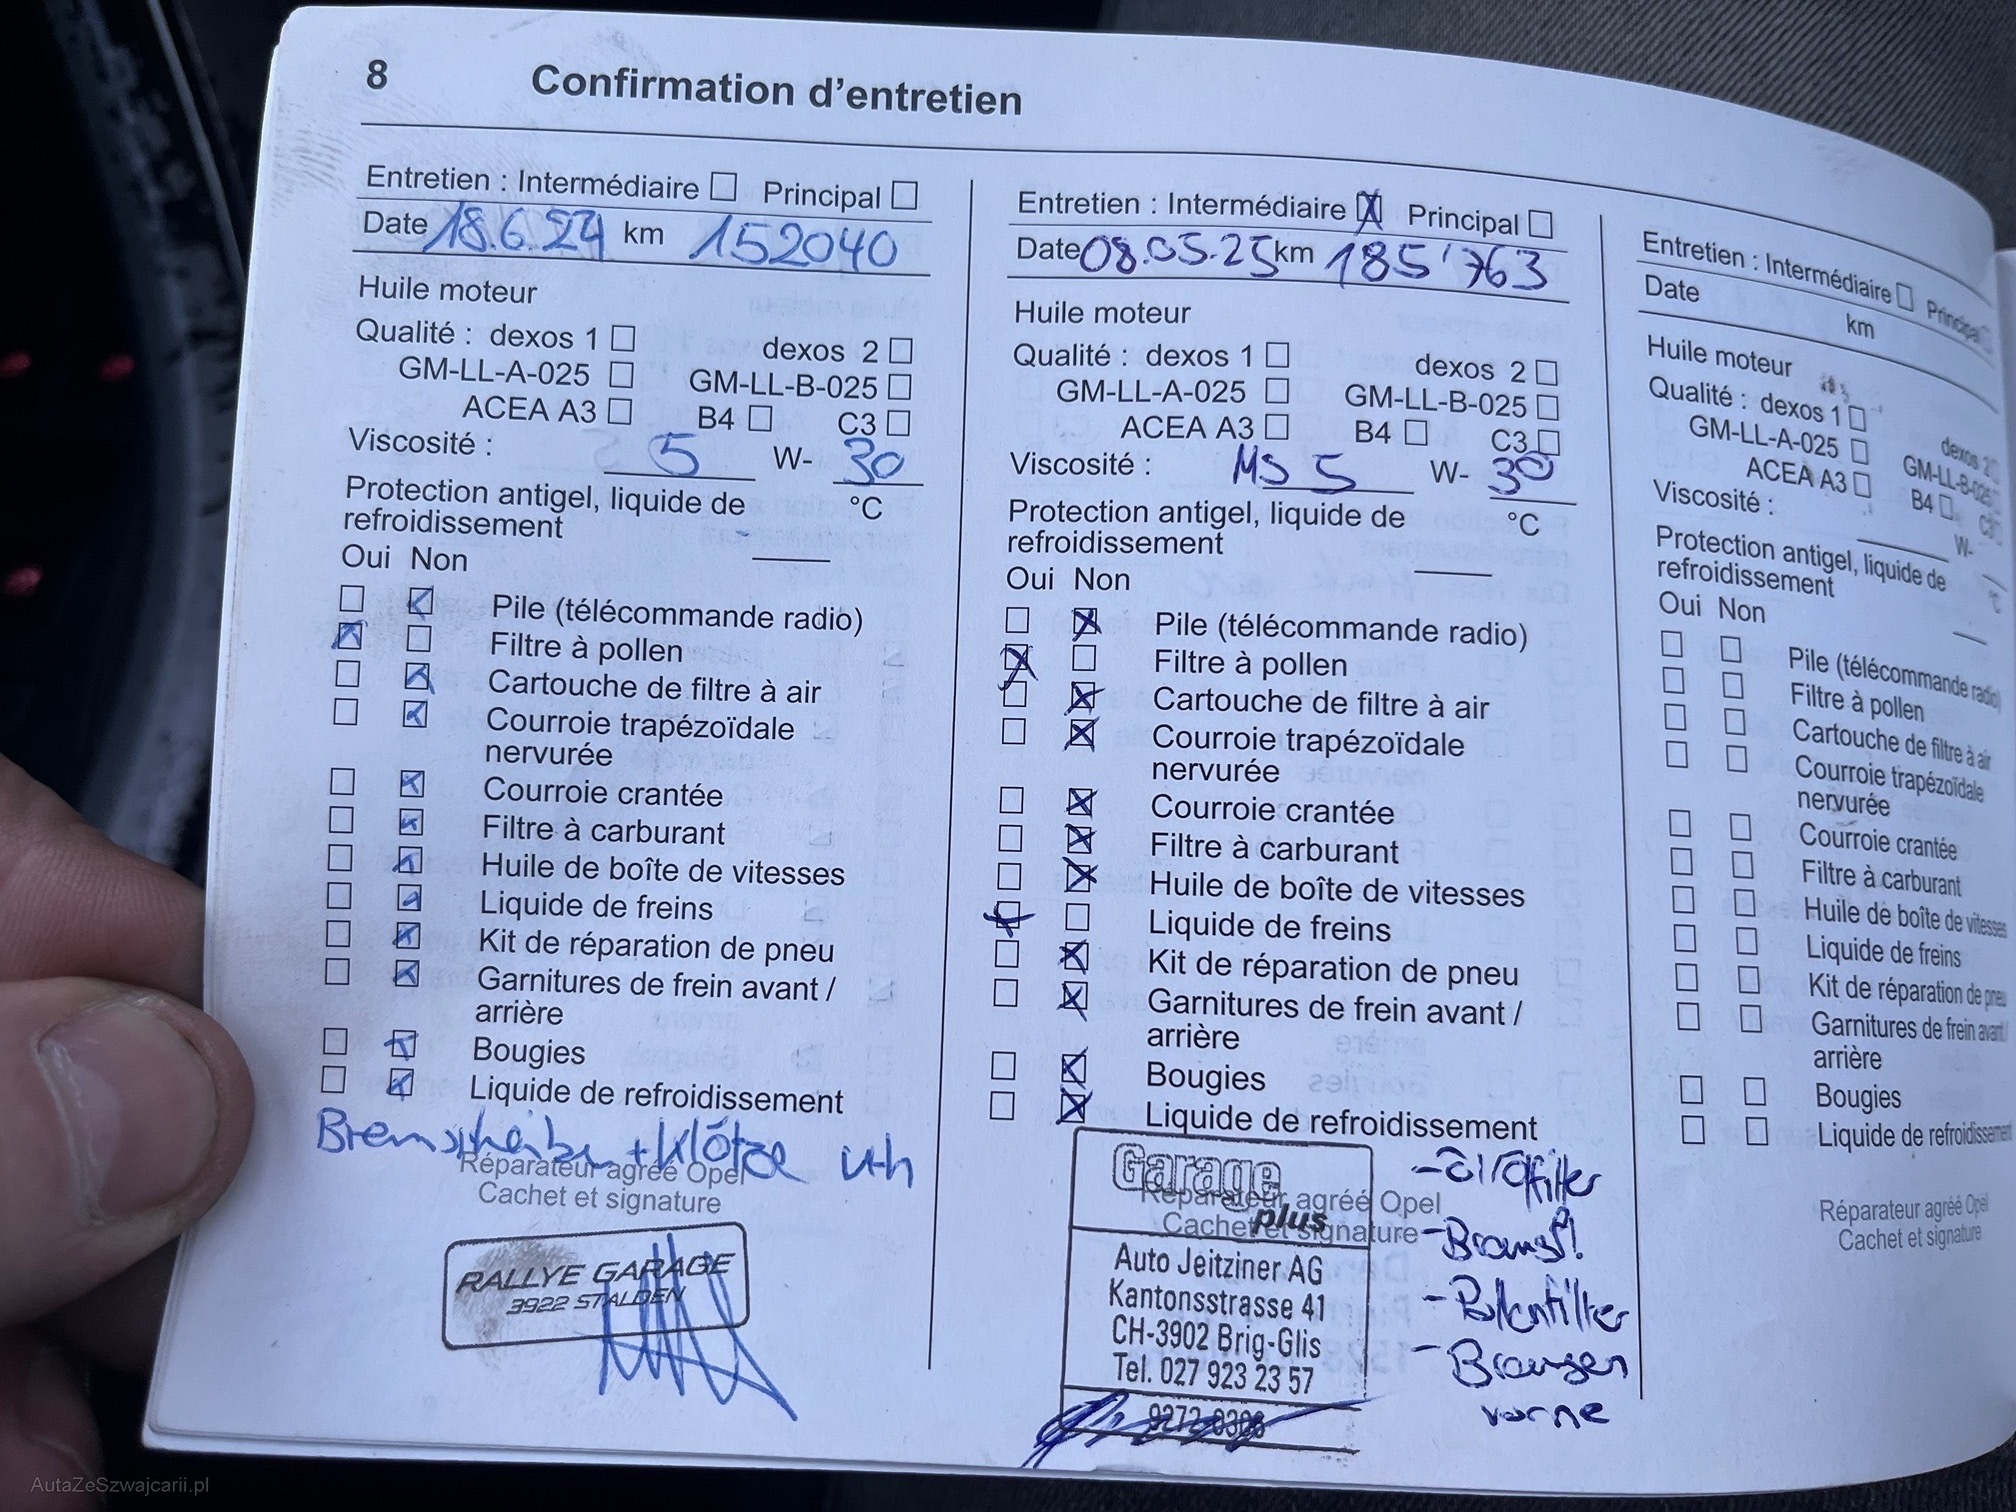 8 Confirmation d'entretien
Entretien : Intermédiaire Principal
Date 18.6.24 km 152040
Huile moteur
Qualité : dexos 1 dexos 2
GM-LL-A-025 GM-LL-B-025
ACEA A3 B4 C3
Viscosité : 5 W- 30
Protection antigel, liquide de °C
refroidissement
Oui Non
Pile (télécommande radio)
Filtre à pollen
Cartouche de filtre à air
Courroie trapézoïdale
nervurée
Courroie crantée
Filtre à carburant
Huile de boîte de vitesses
Liquide de freins
Kit de réparation de pneu
Garnitures de frein avant /
arrière
Bougies
Liquide de refroidissement
Bremsscheiben + Klötze v+h
Réparateur agréé Opel
Cachet et signature
RALLYE GARAGE
3922 STALDEN
Entretien : Intermédiaire X Principal
Date 08.05.25 km 185'763
Huile moteur
Qualité : dexos 1 dexos 2
GM-LL-A-025 GM-LL-B-025
ACEA A3 B4 C3
Viscosité : MS 5 W- 30
Protection antigel, liquide de °C
refroidissement
Oui Non
Pile (télécommande radio)
Filtre à pollen
Cartouche de filtre à air
Courroie trapézoïdale
nervurée
Courroie crantée
Filtre à carburant
Huile de boîte de vitesses
Liquide de freins
Kit de réparation de pneu
Garnitures de frein avant /
arrière
Bougies
Liquide de refroidissement
Garage
plus
Réparateur agréé Opel
Cachet et signature
Auto Jeitziner AG
Kantonsstrasse 41
CH-3902 Brig-Glis
Tel. 027 923 23 57
- Pollenfilter
vorne
Entretien : Intermédiaire Principal
Date km
Huile moteur
Qualité : dexos 1 dexos 2
GM-LL-A-025 GM-LL-B-025
ACEA A3 B4 C3
Viscosité : W-
Protection antigel, liquide de °C
refroidissement
Oui Non
Pile (télécommande radio)
Filtre à pollen
Cartouche de filtre à air
Courroie trapézoïdale
nervurée
Courroie crantée
Filtre à carburant
Huile de boîte de vitesses
Liquide de freins
Kit de réparation de pneu
Garnitures de frein avant /
arrière
Bougies
Liquide de refroidissement
Réparateur agréé Opel
Cachet et signature
AutaZeSzwajcarii.pl